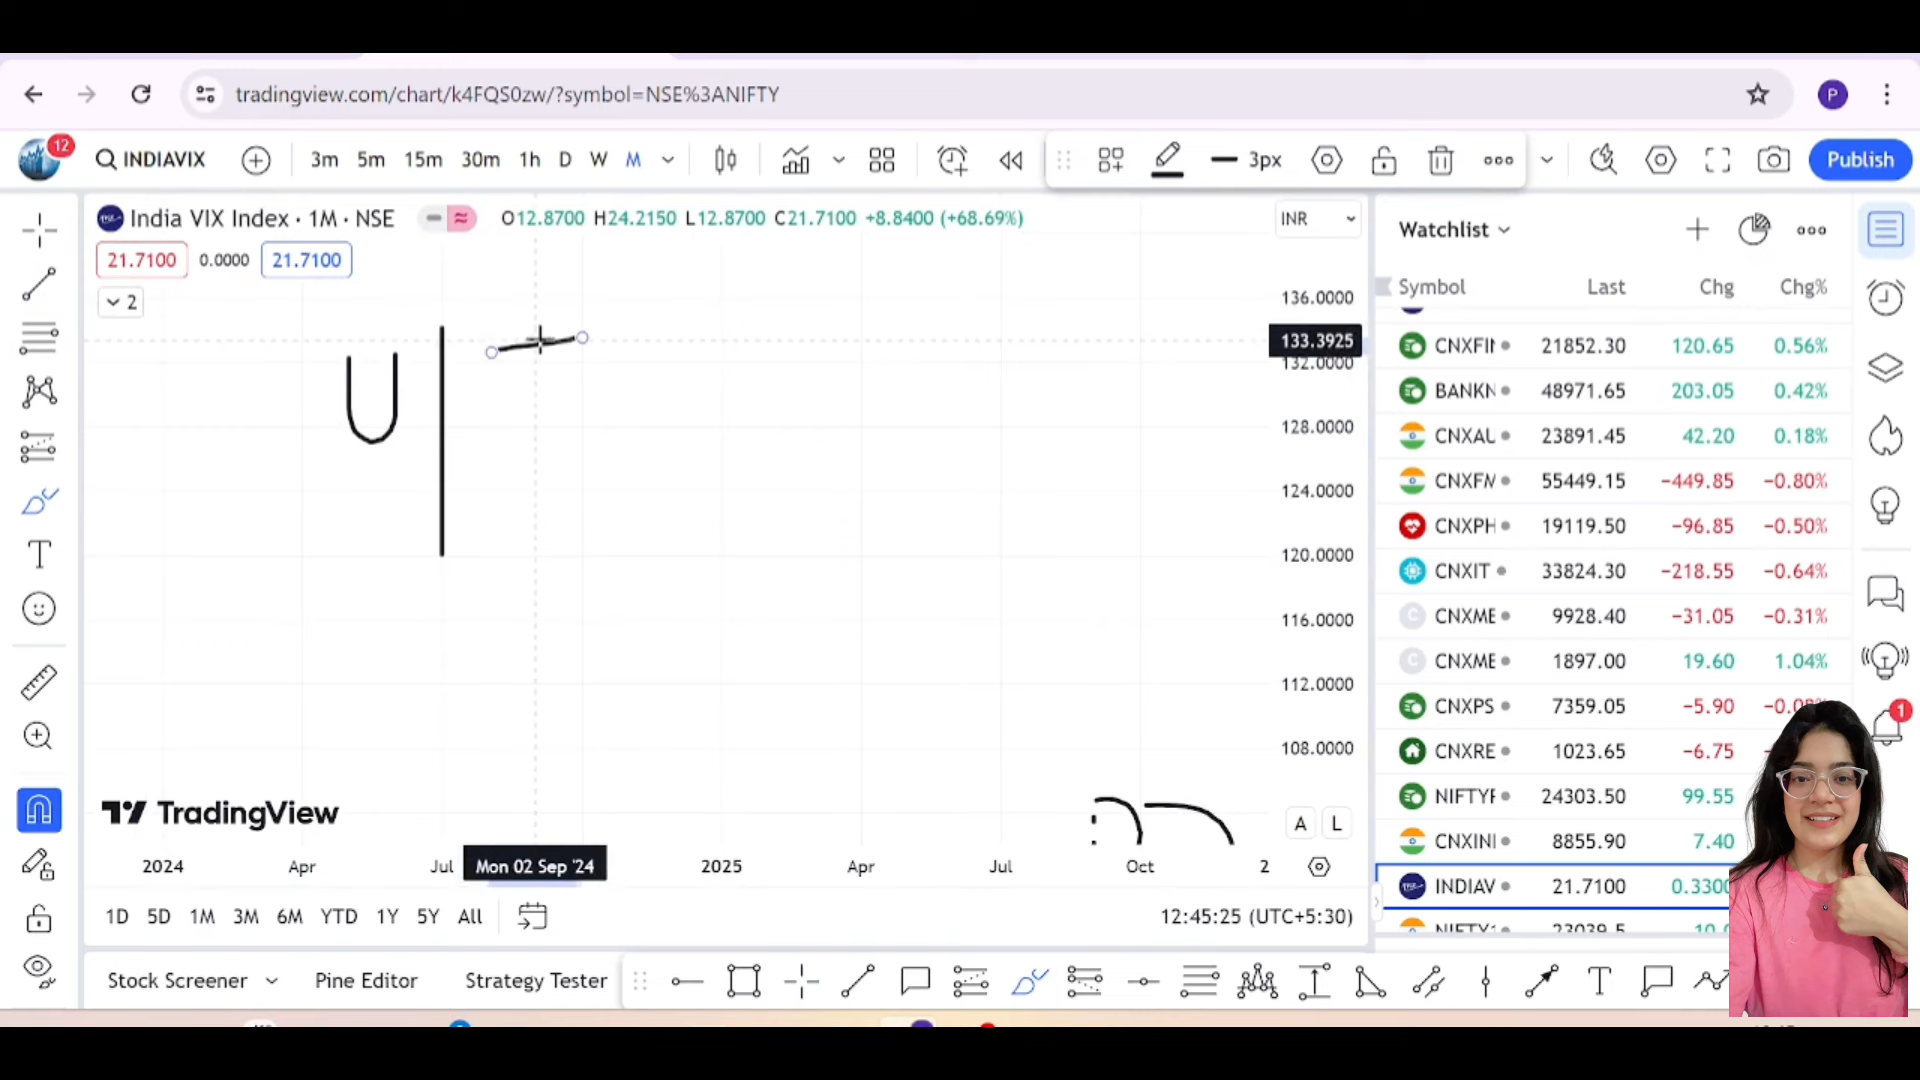 tradingview.com/chart/k4FQS0zw/?symbol=NSE%3ANIFTY
P
12
INDIAVIX
3m 5m 15m 30m 1h D W M
3px
Publish
India VIX Index · 1M · NSE
O12.8700 H24.2150 L12.8700 C21.7100 +8.8400 (+68.69%)
INR
21.7100 0.0000 21.7100
2
Watchlist
Symbol Last Chg Chg%
CNXFI 21852.30 120.65 0.56%
BANKN 48971.65 203.05 0.42%
CNXAU 23891.45 42.20 0.18%
CNXFM 55449.15 −449.85 −0.80%
CNXPH 19119.50 −96.85 −0.50%
CNXIT 33824.30 −218.55 −0.64%
CNXME 9928.40 −31.05 −0.31%
CNXME 1897.00 19.60 1.04%
CNXPS 7359.05 −5.90
CNXRE 1023.65 −6.75
NIFTYF 24303.50 99.55
CNXINI 8855.90 7.40
INDIAV 21.7100 0.3300
1
136.0000
133.3925
132.0000
128.0000
124.0000
120.0000
116.0000
112.0000
108.0000
U
TradingView
A L
2024 Apr Jul Mon 02 Sep '24 2025 Apr Jul Oct 2
1D 5D 1M 3M 6M YTD 1Y 5Y All
12:45:25 (UTC+5:30)
Stock Screener Pine Editor Strategy Tester